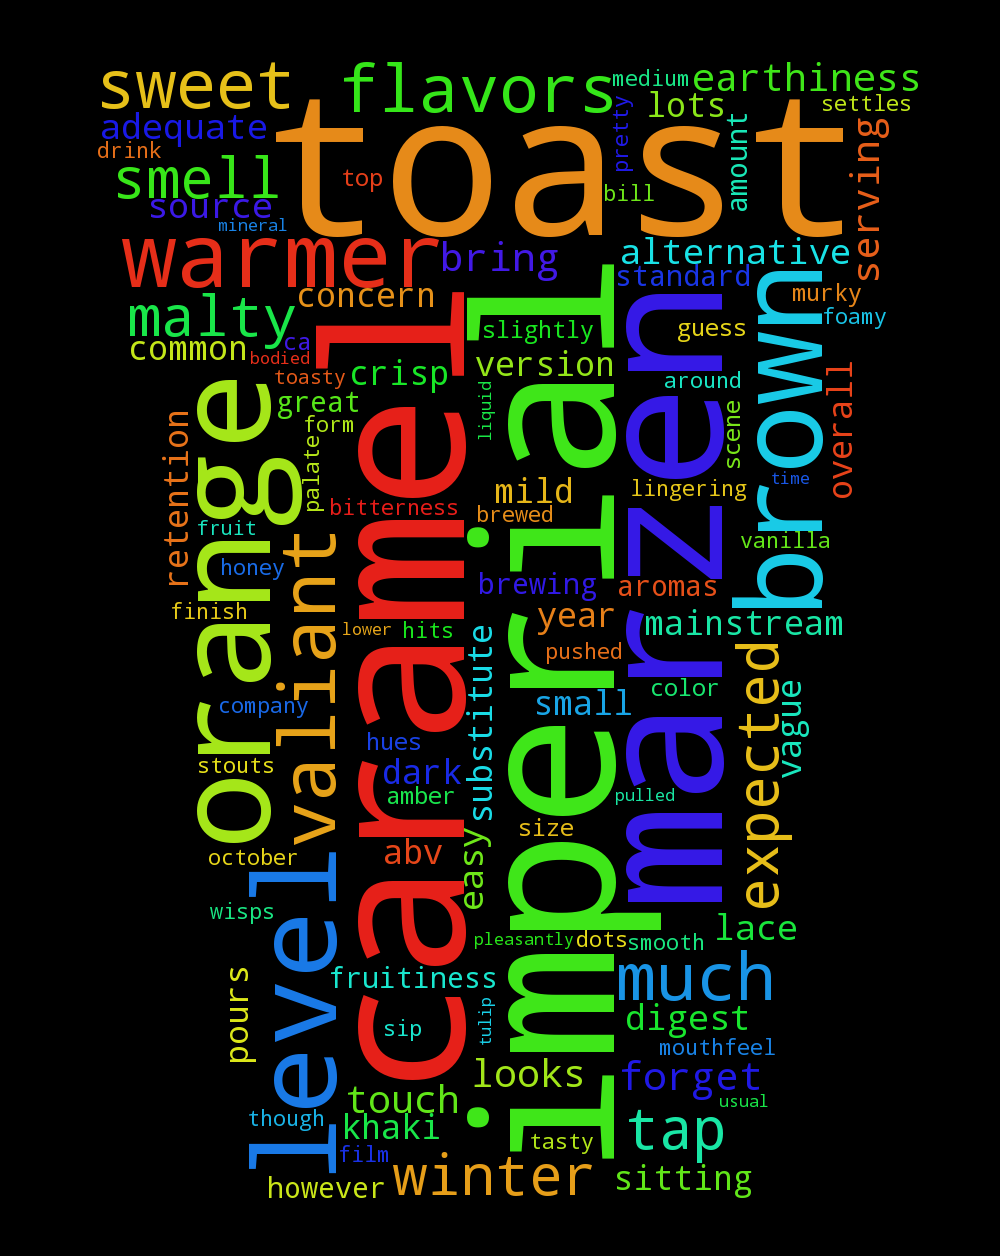 sweet
flavors
medium
earthiness
lots
settles
adequate
pretty
toast
drink
smell
top
bill
amount
serving
source
mineral
warmer
bring
alternative
standard
malty
concern
murky
foamy
common
ca
bodied
slightly
guess
toasty
crisp
version
around
great
form
liquid
scene
overall
brown
orange
retention
palate
caramel
imperial
marzen
mild
lingering
time
bitterness
brewed
fruit
vanilla
honey
brewing
aromas
finish
valiant
lower
hits
year
mainstream
pushed
substitute
small
color
expected
vague
company
hues
stouts
dark
amber
pulled
size
october
abv
easy
level
wisps
pleasantly
dots
smooth
lace
pours
fruitiness
much
sip
tulip
digest
mouthfeel
looks
forget
touch
usual
though
khaki
tap
film
tasty
winter
however
sitting